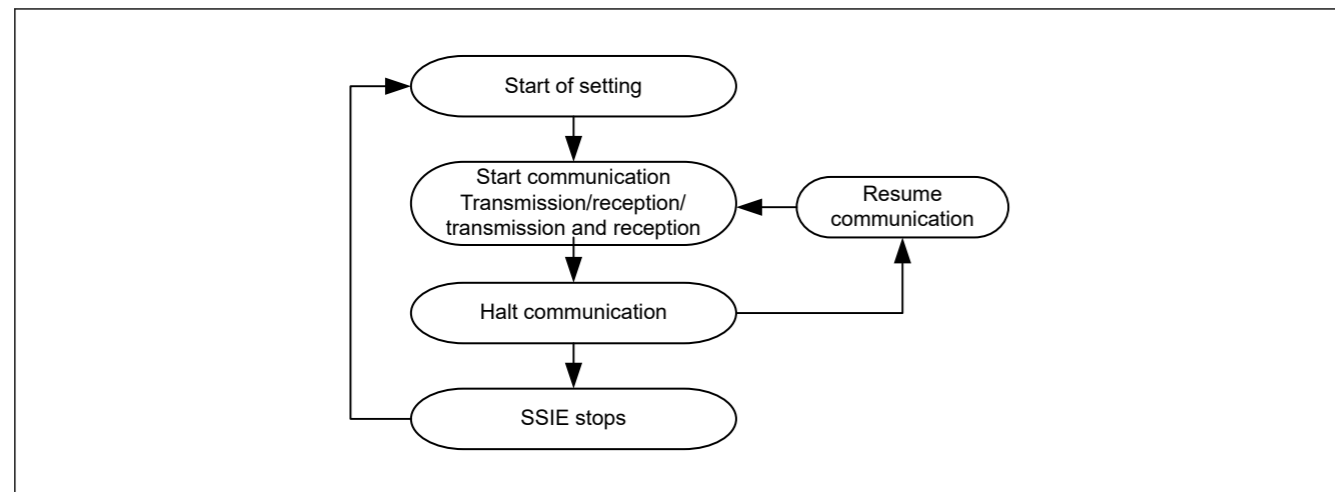 Start of setting
Start communication
Transmission/reception/
transmission and reception
Resume
communication
Halt communication
SSIE stops